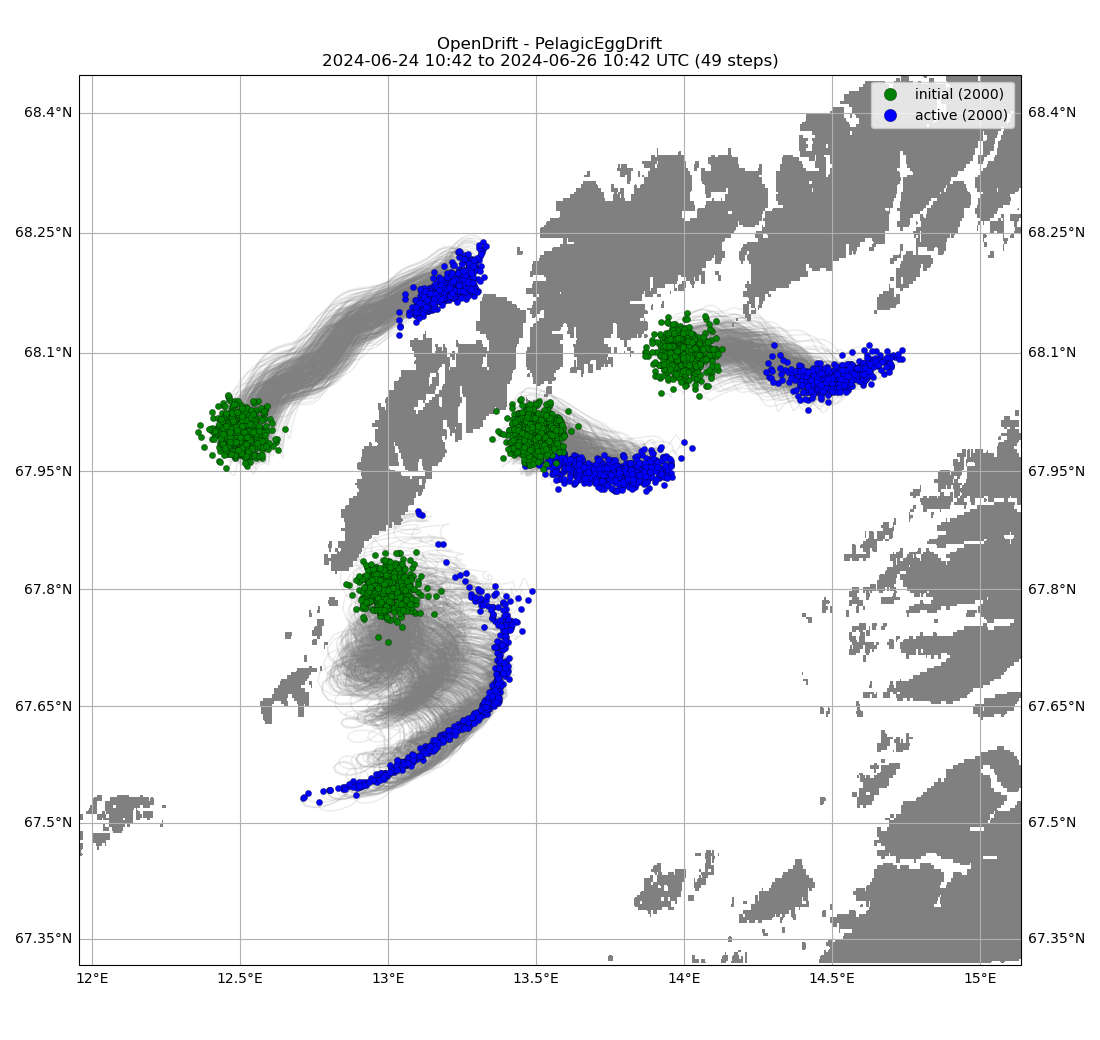 OpenDrift - PelagicEggDrift
2024-06-24 10:42 to 2024-06-26 10:42 UTC (49 steps)
initial (2000)
active (2000)
68.4°N
68.4°N
68.25°N
68.25°N
68.1°N
68.1°N
67.95°N
67.95°N
67.8°N
67.8°N
67.65°N
67.65°N
67.5°N
67.5°N
67.35°N
67.35°N
12°E
12.5°E
13°E
13.5°E
14°E
14.5°E
15°E